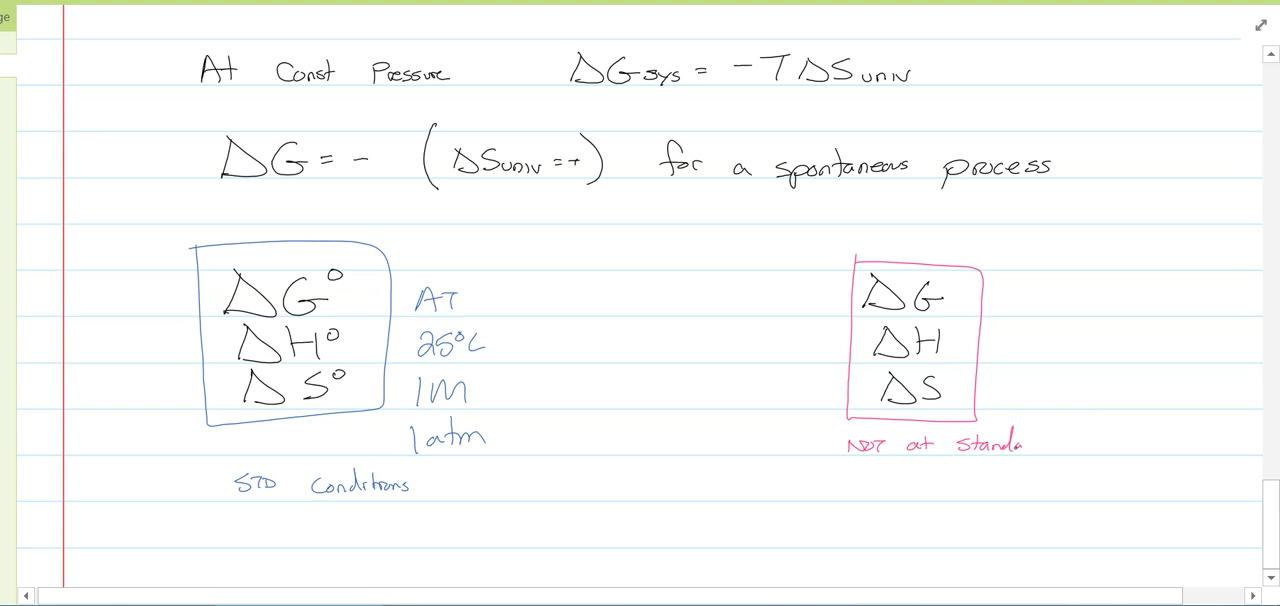 ge
At Const Pressure ΔGsys = -TΔSuniv
ΔG = - (ΔSuniv = +) for a spontaneous process
ΔG° AT ΔG
ΔH° 25°C ΔH
ΔS° 1M ΔS
1atm NOT at standa
STD Conditions